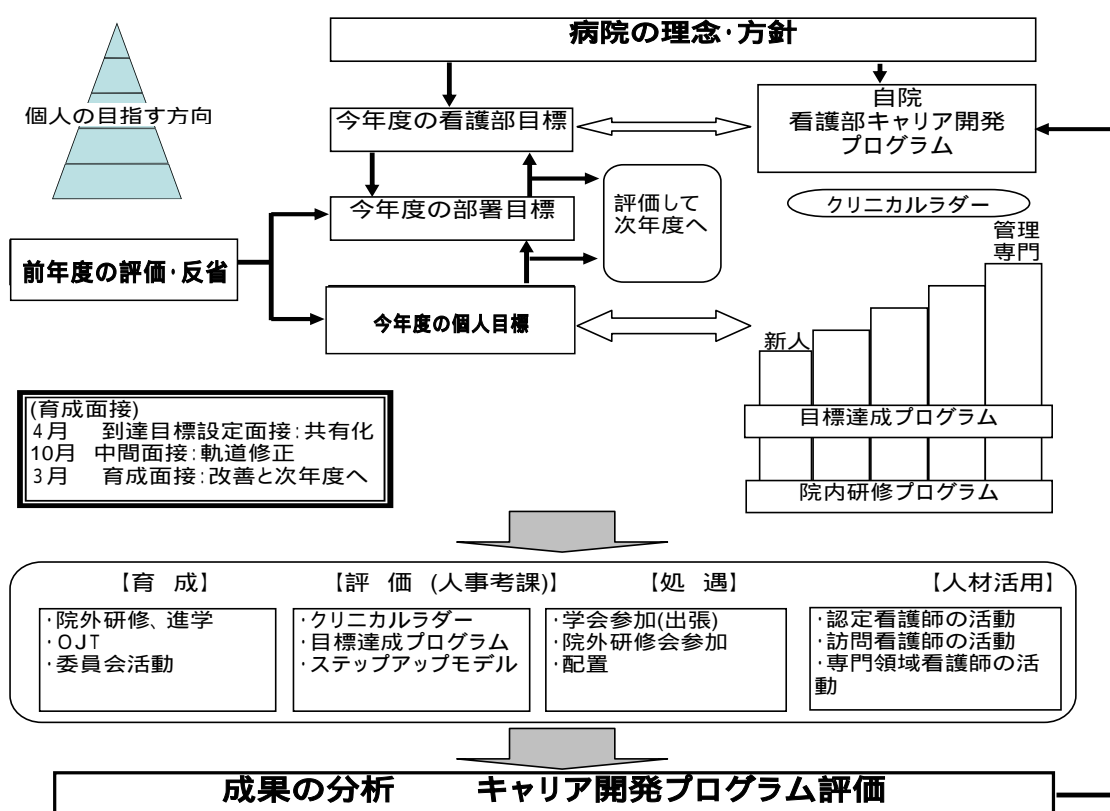 病院の理念･方針
個人の目指す方向
今年度の看護部目標
自院
看護部キャリア開発
プログラム
今年度の部署目標
評価して
次年度へ
クリニカルラダー
前年度の評価･反省
今年度の個人目標
管理
専門
新人
目標達成プログラム
院内研修プログラム
(育成面接)
4月 到達目標設定面接:共有化
10月 中間面接:軌道修正
3月 育成面接:改善と次年度へ
【育 成】
･院外研修、進学
･OJT
･委員会活動
【評 価 (人事考課)】
･クリニカルラダー
･目標達成プログラム
･ステップアップモデル
【処 遇】
･学会参加(出張)
･院外研修会参加
･配置
【人材活用】
･認定看護師の活動
･訪問看護師の活動
･専門領域看護師の活
動
成果の分析 キャリア開発プログラム評価